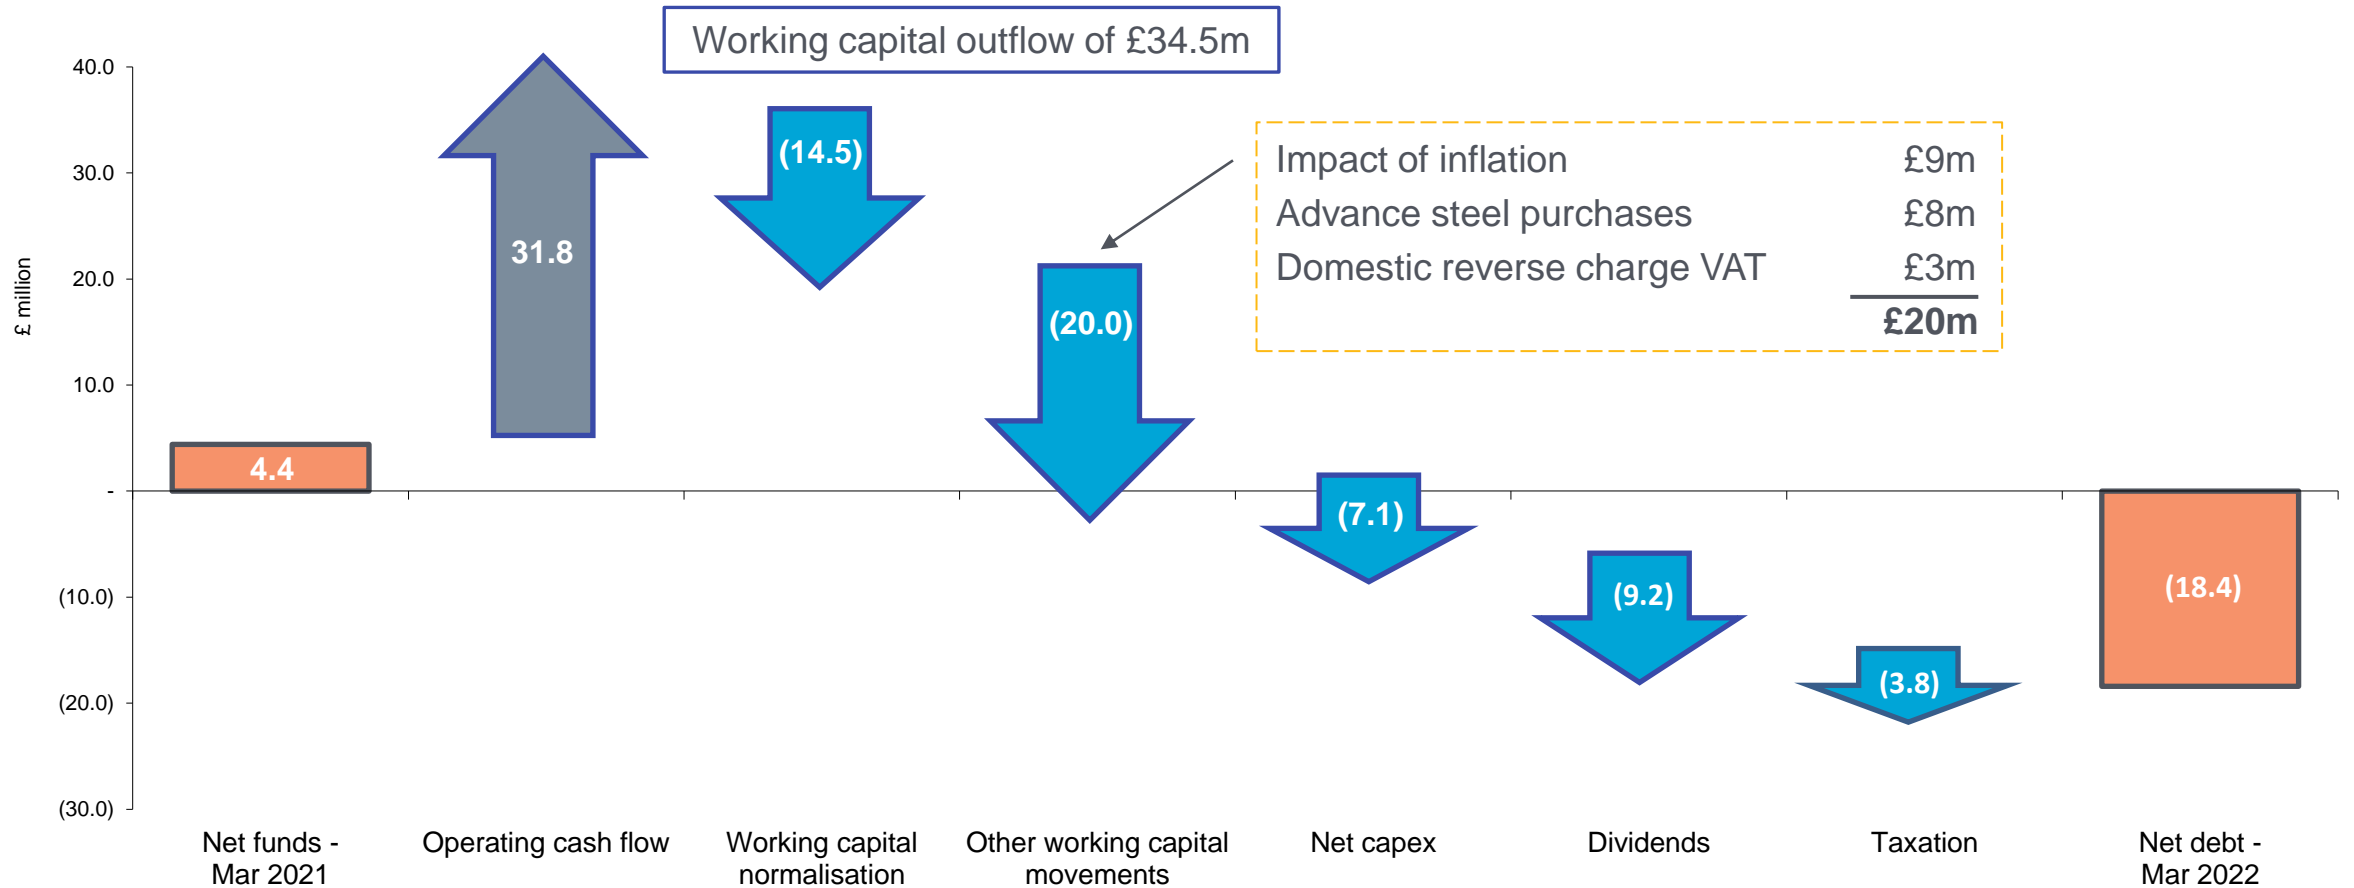 Working capital outflow of £34.5m
£ million
40.0
30.0
20.0
10.0
-
(10.0)
(20.0)
(30.0)
4.4
31.8
(14.5)
(20.0)
(7.1)
(9.2)
(3.8)
(18.4)
Impact of inflation £9m
Advance steel purchases £8m
Domestic reverse charge VAT £3m
£20m
Net funds -
Mar 2021
Operating cash flow
Working capital
normalisation
Other working capital
movements
Net capex
Dividends
Taxation
Net debt -
Mar 2022